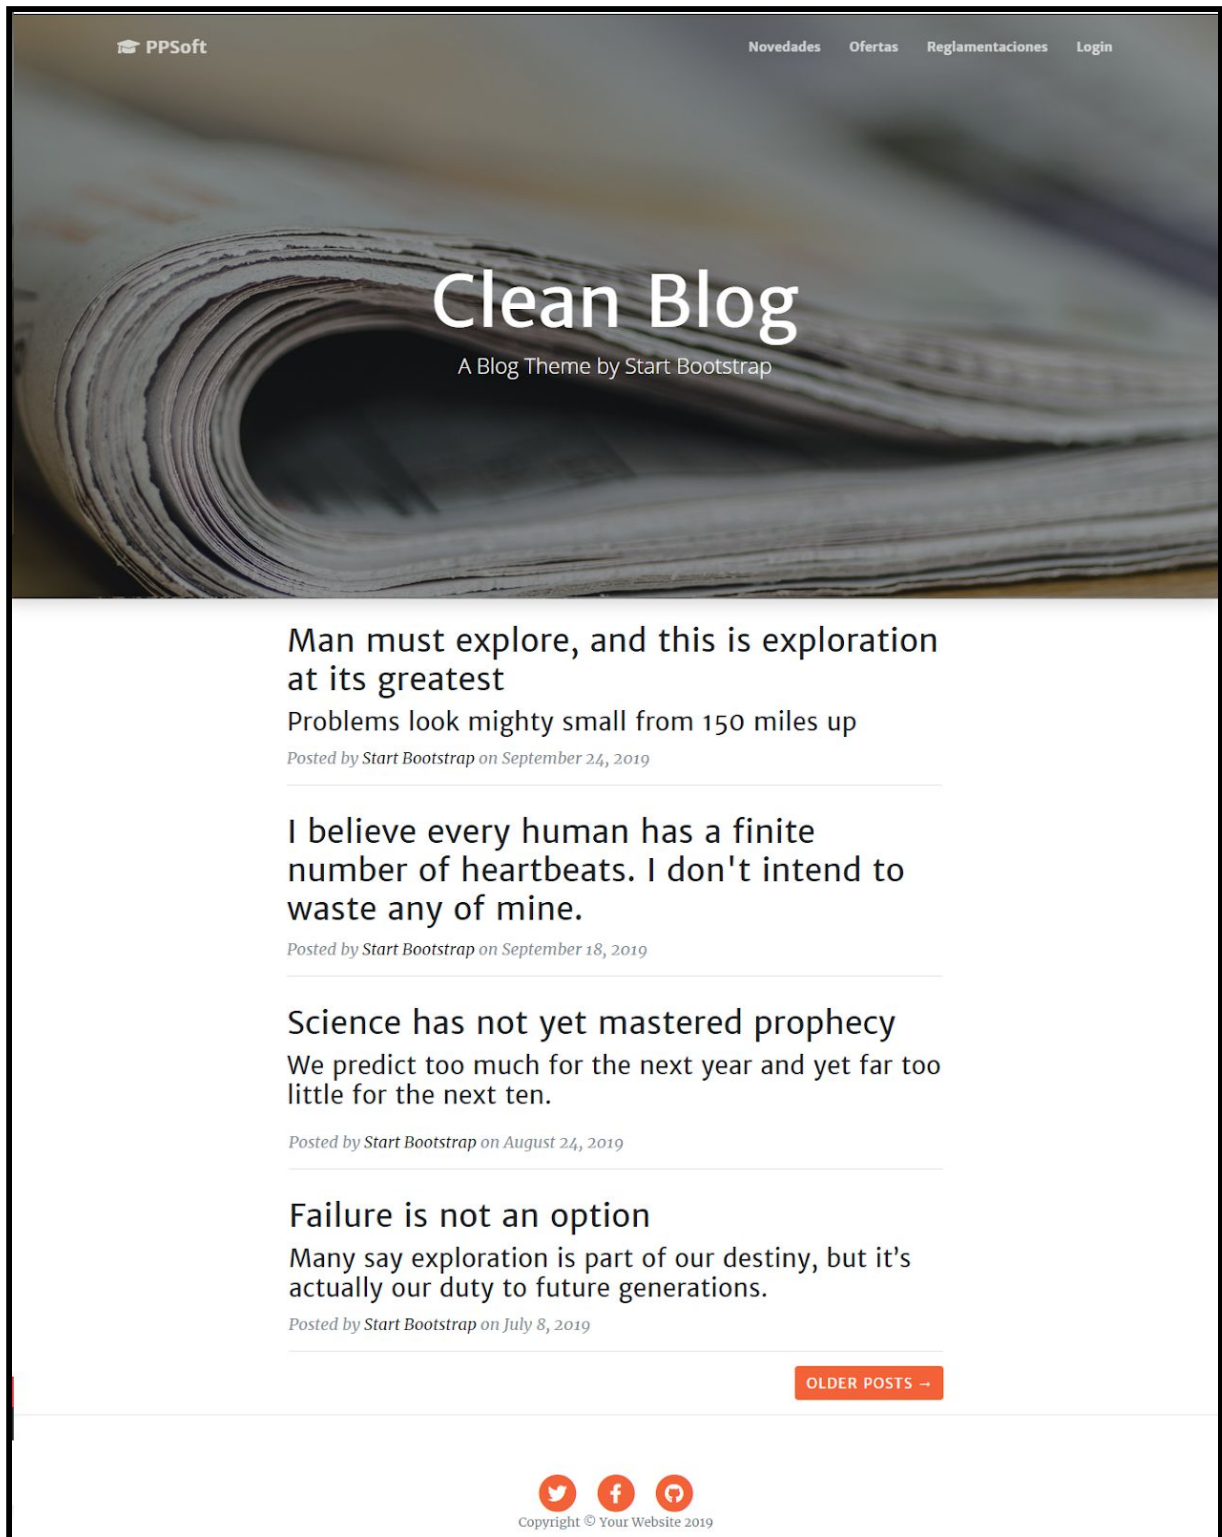 PPSoft
Novedades Ofertas Reglamentaciones Login
Clean Blog
A Blog Theme by Start Bootstrap
Man must explore, and this is exploration
at its greatest
Problems look mighty small from 150 miles up
Posted by Start Bootstrap on September 24, 2019
I believe every human has a finite
number of heartbeats. I don't intend to
waste any of mine.
Posted by Start Bootstrap on September 18, 2019
Science has not yet mastered prophecy
We predict too much for the next year and yet far too
little for the next ten.
Posted by Start Bootstrap on August 24, 2019
Failure is not an option
Many say exploration is part of our destiny, but it’s
actually our duty to future generations.
Posted by Start Bootstrap on July 8, 2019
OLDER POSTS →
Copyright © Your Website 2019